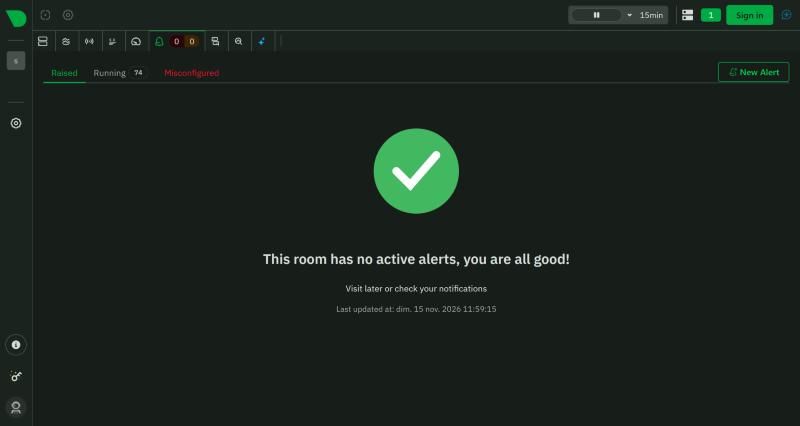 15min
1
Sign in
s
0 0
Raised
Running 74
Misconfigured
New Alert
This room has no active alerts, you are all good!
Visit later or check your notifications
Last updated at: dim. 15 nov. 2026 11:59:15